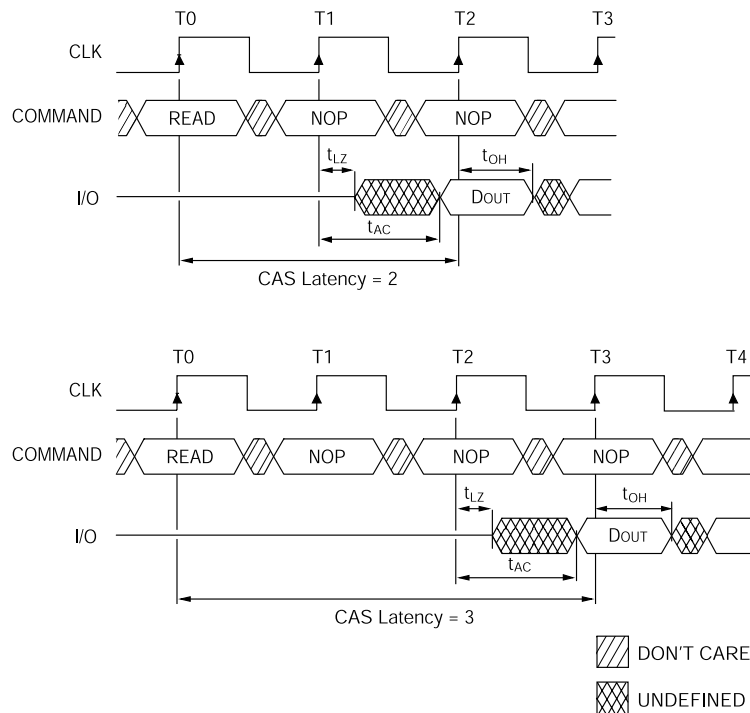 T0 T1 T2 T3
CLK
COMMAND READ NOP NOP
tLZ tOH
I/O DOUT
tAC
CAS Latency = 2
T0 T1 T2 T3 T4
CLK
COMMAND READ NOP NOP NOP
tLZ tOH
I/O DOUT
tAC
CAS Latency = 3
DON'T CARE
UNDEFINED